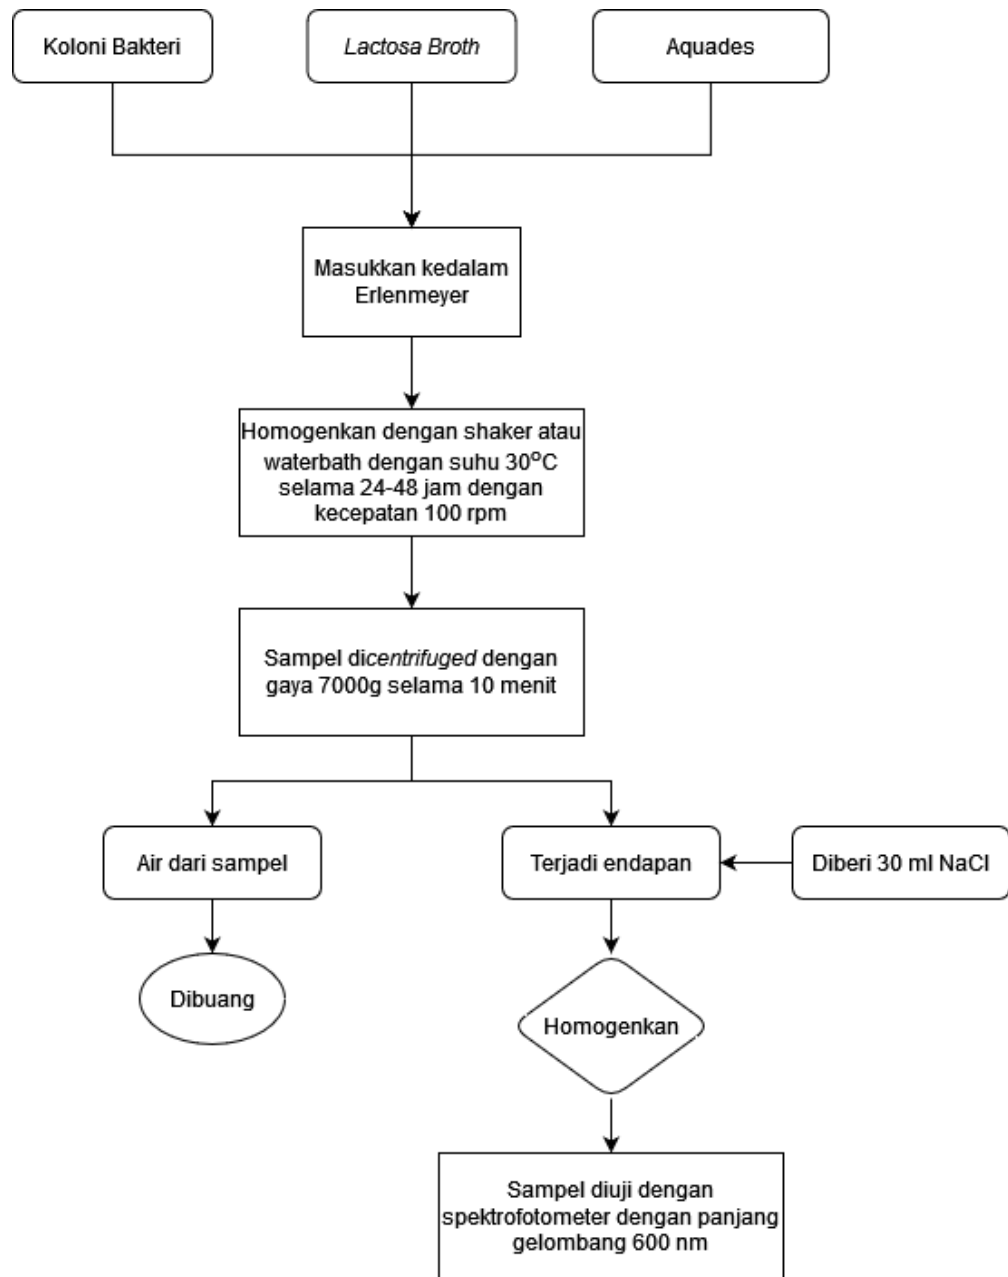 Koloni Bakteri
Lactosa Broth
Aquades
Masukkan kedalam
Erlenmeyer
Homogenkan dengan shaker atau
waterbath dengan suhu 30°C
selama 24-48 jam dengan
kecepatan 100 rpm
Sampel dicentrifuged dengan
gaya 7000g selama 10 menit
Air dari sampel
Terjadi endapan
Diberi 30 ml NaCl
Dibuang
Homogenkan
Sampel diuji dengan
spektrofotometer dengan panjang
gelombang 600 nm